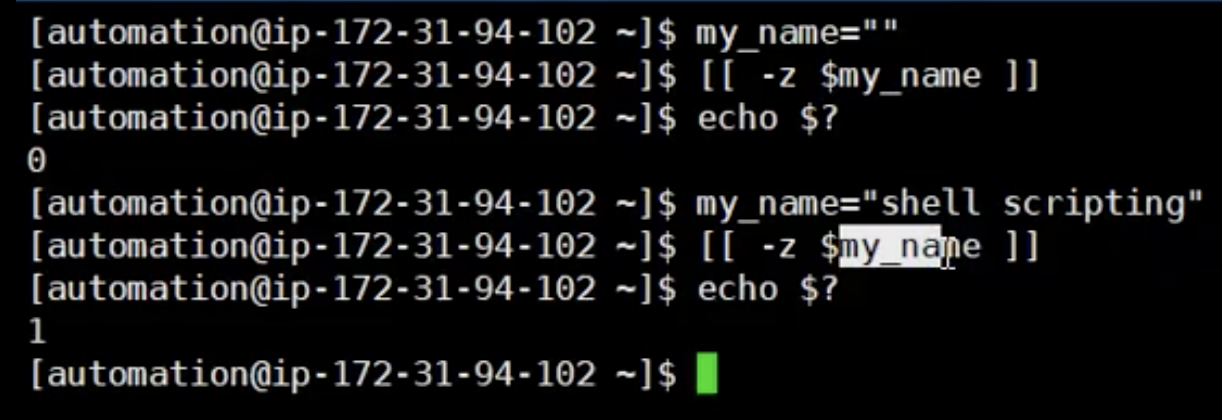 [automation@ip-172-31-94-102 ~]$ my_name=""
[automation@ip-172-31-94-102 ~]$ [[ -z $my_name ]]
[automation@ip-172-31-94-102 ~]$ echo $?
0
[automation@ip-172-31-94-102 ~]$ my_name="shell scripting"
[automation@ip-172-31-94-102 ~]$ [[ -z $my_name ]]
[automation@ip-172-31-94-102 ~]$ echo $?
1
[automation@ip-172-31-94-102 ~]$